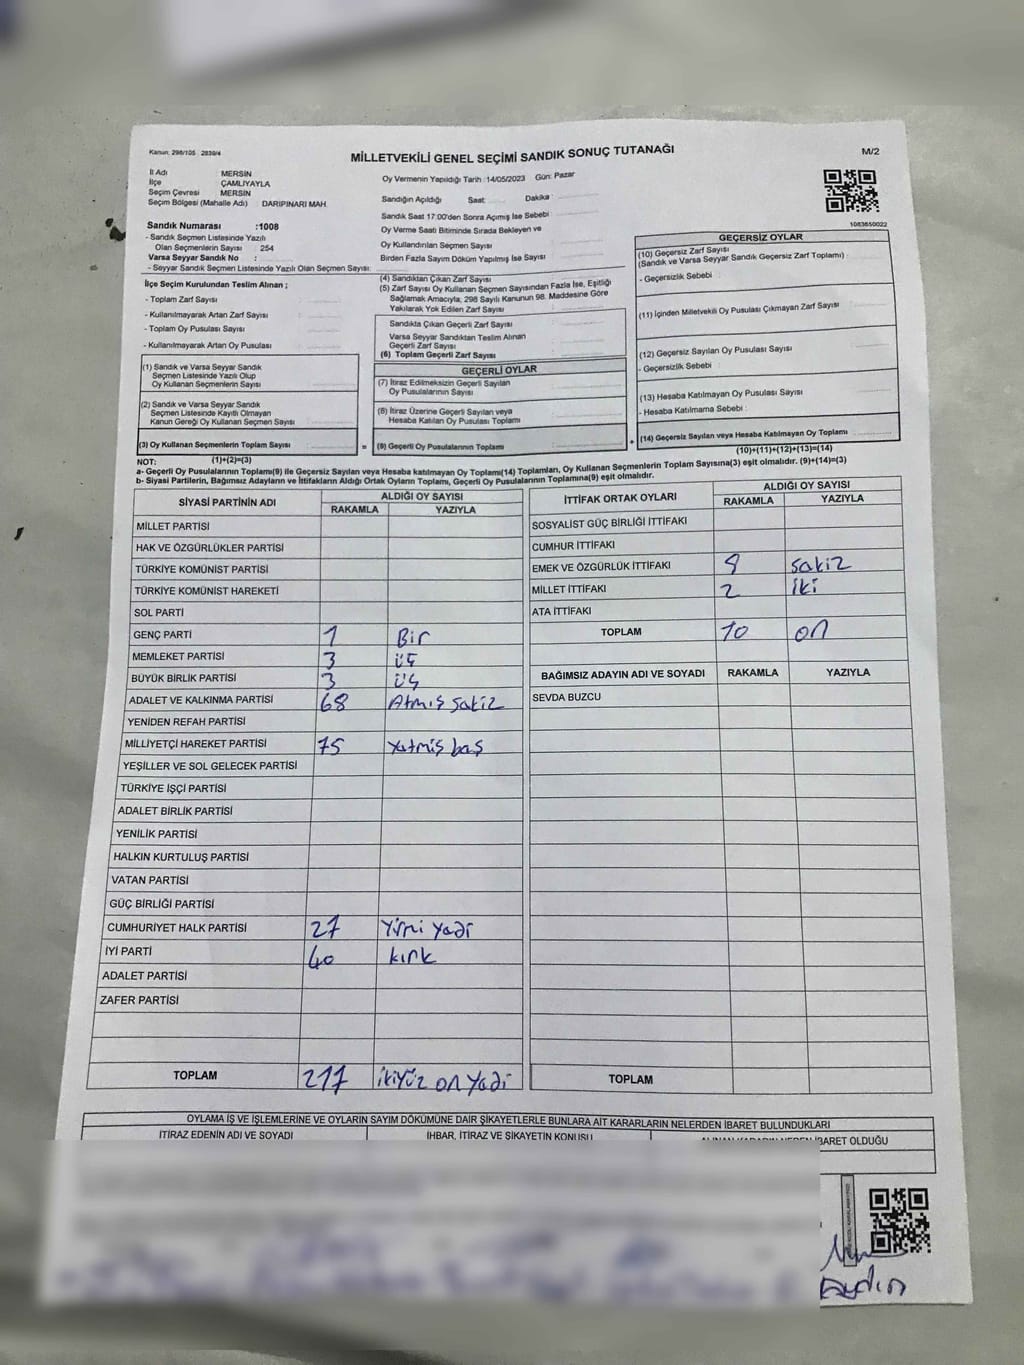 Kanun: 298/105 2839/4
MİLLETVEKİLİ GENEL SEÇİMİ SANDIK SONUÇ TUTANAĞI
M/2
İl Adı MERSİN
İlçe ÇAMLIYAYLA
Seçim Çevresi MERSİN
Seçim Bölgesi (Mahalle Adı) : DARIPINARI MAH.
Sandık Numarası :1008
- Sandık Seçmen Listesinde Yazılı
Olan Seçmenlerin Sayısı : 254
Varsa Seyyar Sandık No :
- Seyyar Sandık Seçmen Listesinde Yazılı Olan Seçmen Sayısı:
İlçe Seçim Kurulundan Teslim Alınan ;
- Toplam Zarf Sayısı :
- Kullanılmayarak Artan Zarf Sayısı :
- Toplam Oy Pusulası Sayısı :
- Kullanılmayarak Artan Oy Pusulası :
(1) Sandık ve Varsa Seyyar Sandık
Seçmen Listesinde Yazılı Olup
Oy Kullanan Seçmenlerin Sayısı :
(2) Sandık ve Varsa Seyyar Sandık
Seçmen Listesinde Kayıtlı Olmayan
Kanun Gereği Oy Kullanan Seçmen Sayısı :
(3) Oy Kullanan Seçmenlerin Toplam Sayısı :
(1)+(2)=(3)
Oy Vermenin Yapıldığı Tarih :14/05/2023 Gün: Pazar
Sandığın Açıldığı Saat: Dakika :
Sandık Saat 17:00'den Sonra Açımış İse Sebebi :
Oy Verme Saati Bitiminde Sırada Bekleyen ve
Oy Kullandırılan Seçmen Sayısı :
Birden Fazla Sayım Döküm Yapılmış İse Sayısı :
(4) Sandıktan Çıkan Zarf Sayısı :
(5) Zarf Sayısı Oy Kullanan Seçmen Sayısından Fazla İse, Eşitliği
Sağlamak Amacıyla, 298 Sayılı Kanunun 98. Maddesine Göre
Yakılarak Yok Edilen Zarf Sayısı :
Sandıkta Çıkan Geçerli Zarf Sayısı :
Varsa Seyyar Sandıktan Teslim Alınan
Geçerli Zarf Sayısı :
(6) Toplam Geçerli Zarf Sayısı :
GEÇERLİ OYLAR
(7) İtiraz Edilmeksizin Geçerli Sayılan
Oy Pusulalarının Sayısı :
(8) İtiraz Üzerine Geçerli Sayılan veya
Hesaba Katılan Oy Pusulası Toplamı :
=
(9) Geçerli Oy Pusulalarının Toplamı :
+
1083650022
GEÇERSİZ OYLAR
(10) Geçersiz Zarf Sayısı
(Sandık ve Varsa Seyyar Sandık Geçersiz Zarf Toplamı) :
- Geçersizlik Sebebi :
(11) İçinden Milletvekili Oy Pusulası Çıkmayan Zarf Sayısı :
(12) Geçersiz Sayılan Oy Pusulası Sayısı :
- Geçersizlik Sebebi :
(13) Hesaba Katılmayan Oy Pusulası Sayısı :
- Hesaba Katılmama Sebebi :
(14) Geçersiz Sayılan veya Hesaba Katılmayan Oy Toplamı :
(10)+(11)+(12)+(13)=(14)
NOT:
a- Geçerli Oy Pusulalarının Toplamı(9) ile Geçersiz Sayılan veya Hesaba katılmayan Oy Toplamı(14) Toplamları, Oy Kullanan Seçmenlerin Toplam Sayısına(3) eşit olmalıdır. (9)+(14)=(3)
b- Siyasi Partilerin, Bağımsız Adayların ve İttifakların Aldığı Ortak Oyların Toplamı, Geçerli Oy Pusulalarının Toplamına(9) eşit olmalıdır.
SİYASİ PARTİNİN ADI ALDIĞI OY SAYISI
RAKAMLA YAZIYLA
MİLLET PARTİSİ
HAK VE ÖZGÜRLÜKLER PARTİSİ
TÜRKİYE KOMÜNİST PARTİSİ
TÜRKİYE KOMÜNİST HAREKETİ
SOL PARTİ
GENÇ PARTİ 1 Bir
MEMLEKET PARTİSİ 3 üç
BÜYÜK BİRLİK PARTİSİ 3 üç
ADALET VE KALKINMA PARTİSİ 68 Atmış sakiz
YENİDEN REFAH PARTİSİ
MİLLİYETÇİ HAREKET PARTİSİ 75 Yatmiş baş
YEŞİLLER VE SOL GELECEK PARTİSİ
TÜRKİYE İŞÇİ PARTİSİ
ADALET BİRLİK PARTİSİ
YENİLİK PARTİSİ
HALKIN KURTULUŞ PARTİSİ
VATAN PARTİSİ
GÜÇ BİRLİĞİ PARTİSİ
CUMHURİYET HALK PARTİSİ 27 Yirmi yadi
İYİ PARTİ 40 kırk
ADALET PARTİSİ
ZAFER PARTİSİ
TOPLAM 217 ikiyüz on yadi
İTTİFAK ORTAK OYLARI ALDIĞI OY SAYISI
RAKAMLA YAZIYLA
SOSYALİST GÜÇ BİRLİĞİ İTTİFAKI
CUMHUR İTTİFAKI
EMEK VE ÖZGÜRLÜK İTTİFAKI 8 sakiz
MİLLET İTTİFAKI 2 iki
ATA İTTİFAKI
TOPLAM 10 on
BAĞIMSIZ ADAYIN ADI VE SOYADI RAKAMLA YAZIYLA
SEVDA BUZCU
TOPLAM
OYLAMA İŞ VE İŞLEMLERİNE VE OYLARIN SAYIM DÖKÜMÜNE DAİR ŞİKAYETLERLE BUNLARA AİT KARARLARIN NELERDEN İBARET BULUNDUKLARI
İTİRAZ EDENİN ADI VE SOYADI İHBAR, İTİRAZ VE ŞİKAYETİN KONUSU İBARET OLDUĞU
Aydın